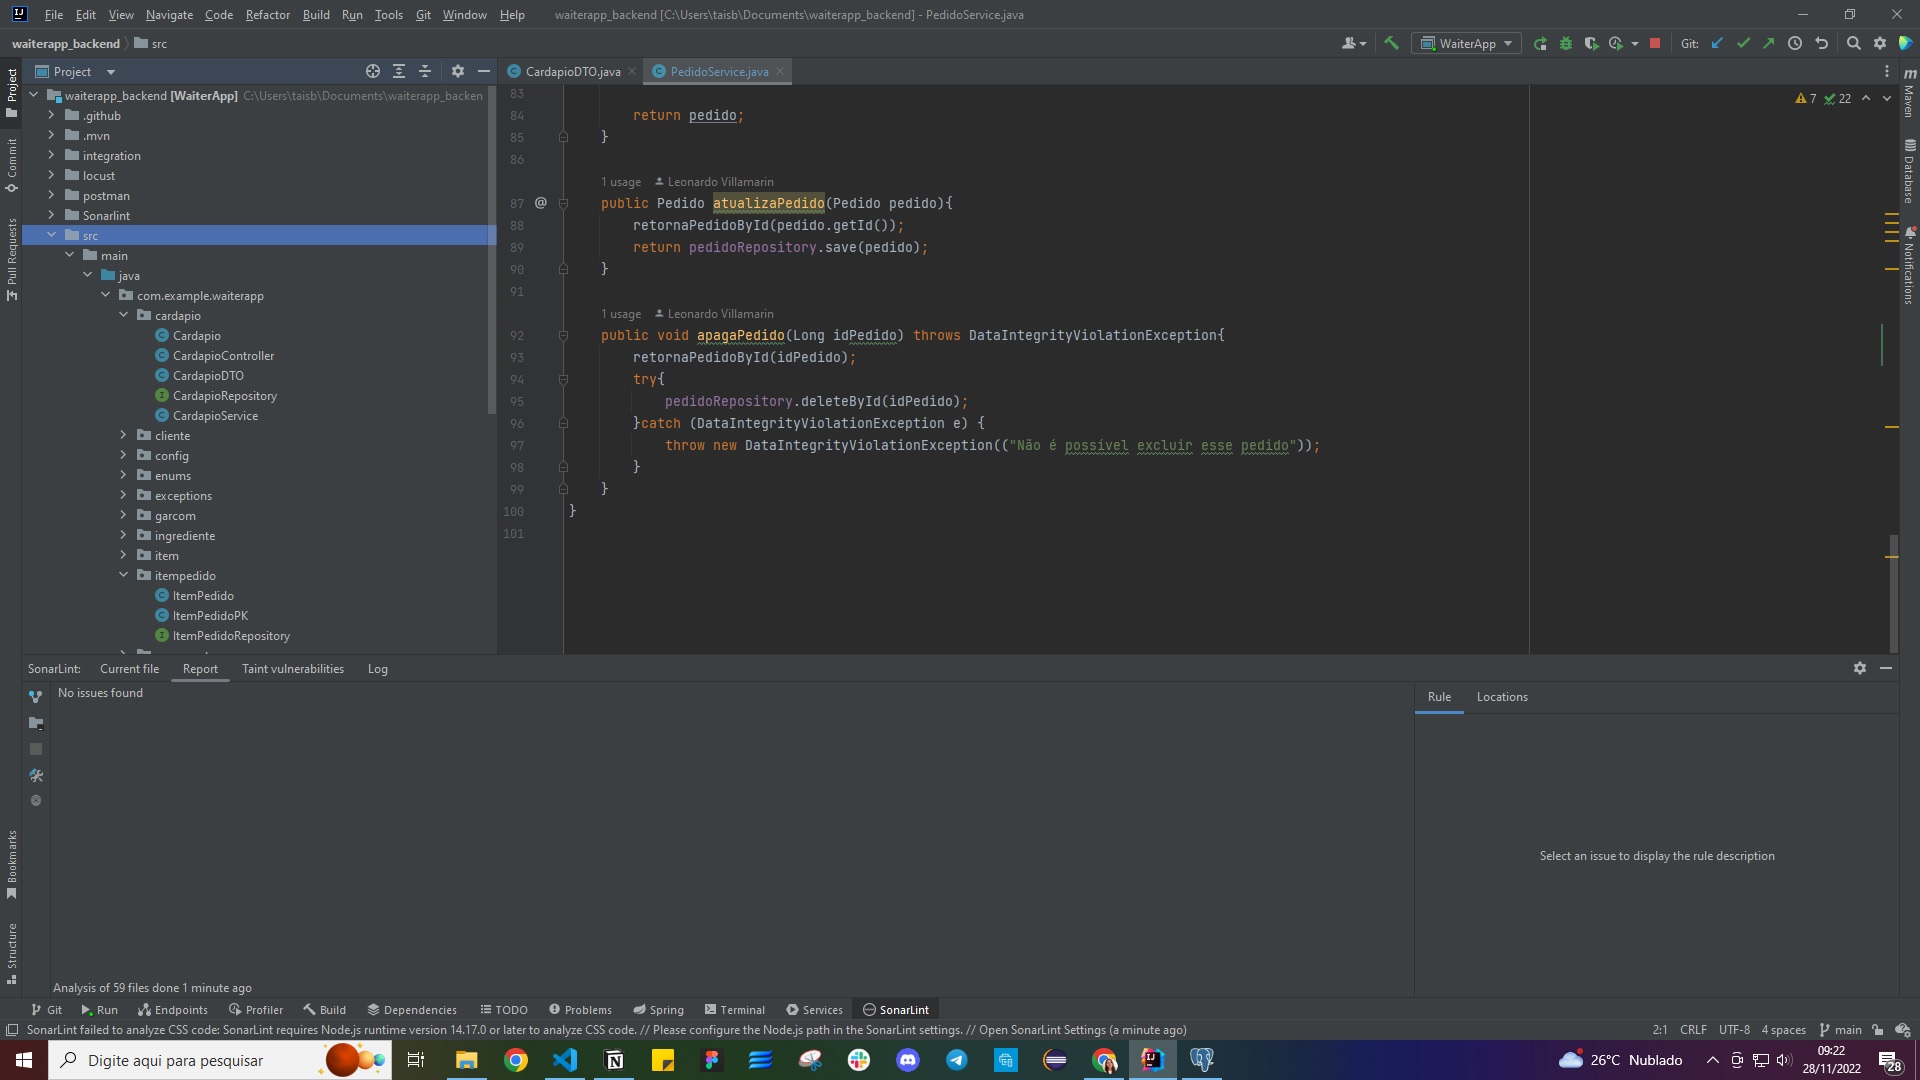 File Edit View Navigate Code Refactor Build Run Tools Git Window Help waiterapp_backend [C:\Users\taisb\Documents\waiterapp_backend] - PedidoService.java
waiterapp_backend src WaiterApp Git:
Project CardapioDTO.java PedidoService.java
waiterapp_backend [WaiterApp] C:\Users\taisb\Documents\waiterapp_backen
.github
.mvn
integration
locust
postman
Sonarlint
src
main
java
com.example.waiterapp
cardapio
Cardapio
CardapioController
CardapioDTO
CardapioRepository
CardapioService
cliente
config
enums
exceptions
garcom
ingrediente
item
itempedido
ItemPedido
ItemPedidoPK
ItemPedidoRepository
Project
Commit
Pull Requests
Bookmarks
Structure
7 22
83
84 return pedido;
85 }
86
1 usage Leonardo Villamarin
87 @ public Pedido atualizaPedido(Pedido pedido){
88 retornaPedidoById(pedido.getId());
89 return pedidoRepository.save(pedido);
90 }
91
1 usage Leonardo Villamarin
92 public void apagaPedido(Long idPedido) throws DataIntegrityViolationException{
93 retornaPedidoById(idPedido);
94 try{
95 pedidoRepository.deleteById(idPedido);
96 }catch (DataIntegrityViolationException e) {
97 throw new DataIntegrityViolationException(("Não é possível excluir esse pedido"));
98 }
99 }
100 }
101
m Maven
Database
Notifications
SonarLint: Current file Report Taint vulnerabilities Log
No issues found
Rule Locations
Select an issue to display the rule description
Analysis of 59 files done 1 minute ago
Git Run Endpoints Profiler Build Dependencies TODO Problems Spring Terminal Services SonarLint
SonarLint failed to analyze CSS code: SonarLint requires Node.js runtime version 14.17.0 or later to analyze CSS code. // Please configure the Node.js path in the SonarLint settings. // Open SonarLint Settings (a minute ago) 2:1 CRLF UTF-8 4 spaces main
Digite aqui para pesquisar 26°C Nublado 09:22
28/11/2022 28